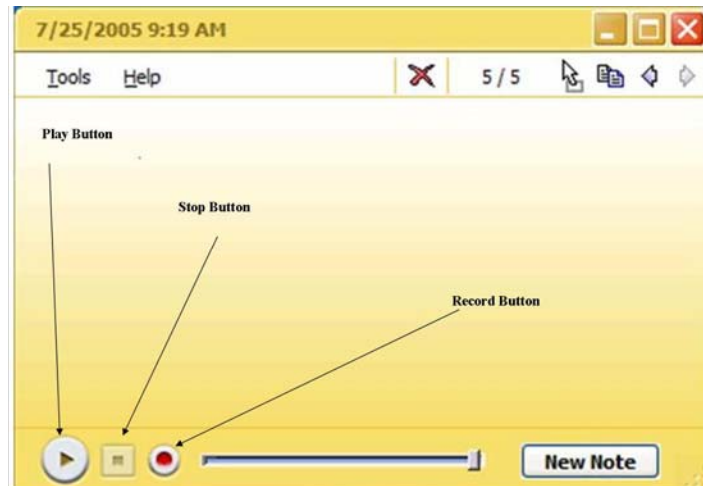 7/25/2005 9:19 AM
Tools Help 5 / 5
Play Button
Stop Button
Record Button
New Note